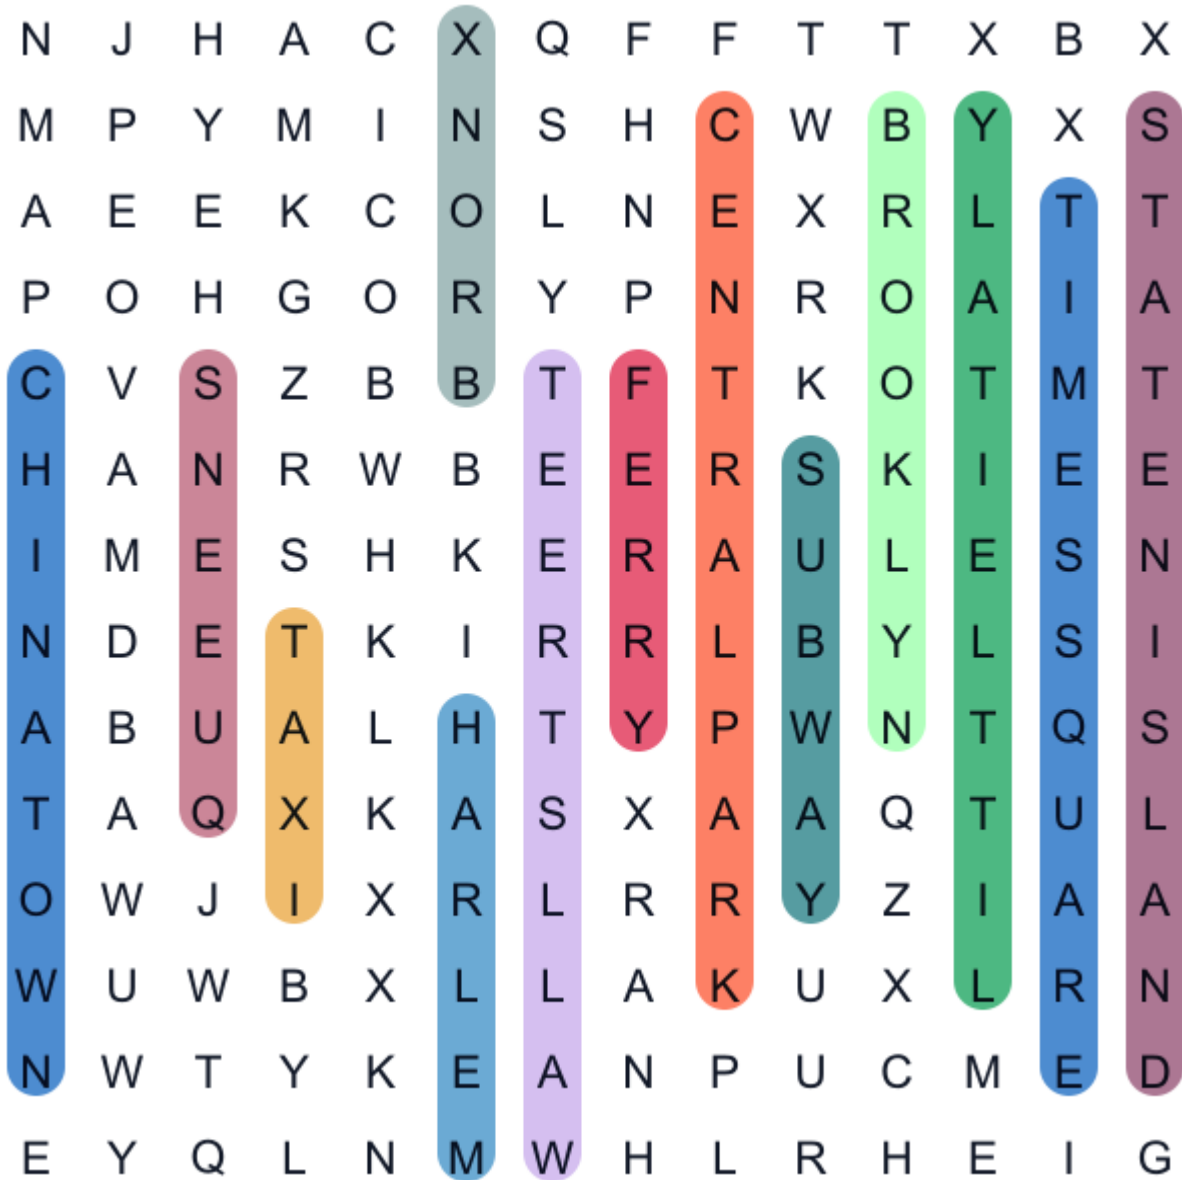 N J H A C X Q F F T T X B X
M P Y M I N S H C W B Y X S
A E E K C O L N E X R L T T
P O H G O R Y P N R O A I A
C V S Z B B T F T K O T M T
H A N R W B E E R S K I E E
I M E S H K E R A U L E S N
N D E T K I R R L B Y L S I
A B U A L H T Y P W N T Q S
T A Q X K A S X A A Q T U L
O W J I X R L R R Y Z I A A
W U W B X L L A K U X L R N
N W T Y K E A N P U C M E D
E Y Q L N M W H L R H E I G